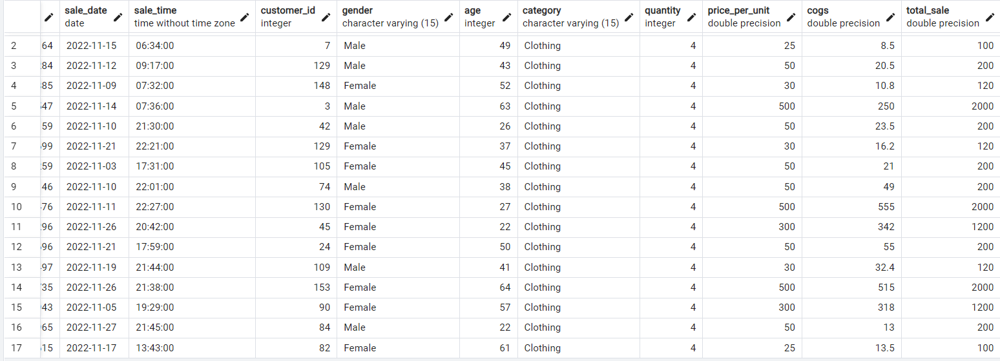 sale_date sale_time customer_id gender age category quantity price_per_unit cogs total_sale
date time without time zone integer character varying (15) integer character varying (15) integer double precision double precision double precision
2 64 2022-11-15 06:34:00 7 Male 49 Clothing 4 25 8.5 100
3 84 2022-11-12 09:17:00 129 Male 43 Clothing 4 50 20.5 200
4 85 2022-11-09 07:32:00 148 Female 52 Clothing 4 30 10.8 120
5 47 2022-11-14 07:36:00 3 Male 63 Clothing 4 500 250 2000
6 59 2022-11-10 21:30:00 42 Male 26 Clothing 4 50 23.5 200
7 99 2022-11-21 22:21:00 129 Female 37 Clothing 4 30 16.2 120
8 59 2022-11-03 17:31:00 105 Female 45 Clothing 4 50 21 200
9 46 2022-11-10 22:01:00 74 Male 38 Clothing 4 50 49 200
10 76 2022-11-11 22:27:00 130 Female 27 Clothing 4 500 555 2000
11 96 2022-11-26 20:42:00 45 Female 22 Clothing 4 300 342 1200
12 96 2022-11-21 17:59:00 24 Female 50 Clothing 4 50 55 200
13 97 2022-11-19 21:44:00 109 Male 41 Clothing 4 30 32.4 120
14 35 2022-11-26 21:38:00 153 Female 64 Clothing 4 500 515 2000
15 43 2022-11-05 19:29:00 90 Female 57 Clothing 4 300 318 1200
16 65 2022-11-27 21:45:00 84 Male 22 Clothing 4 50 13 200
17 15 2022-11-17 13:43:00 82 Female 61 Clothing 4 25 13.5 100